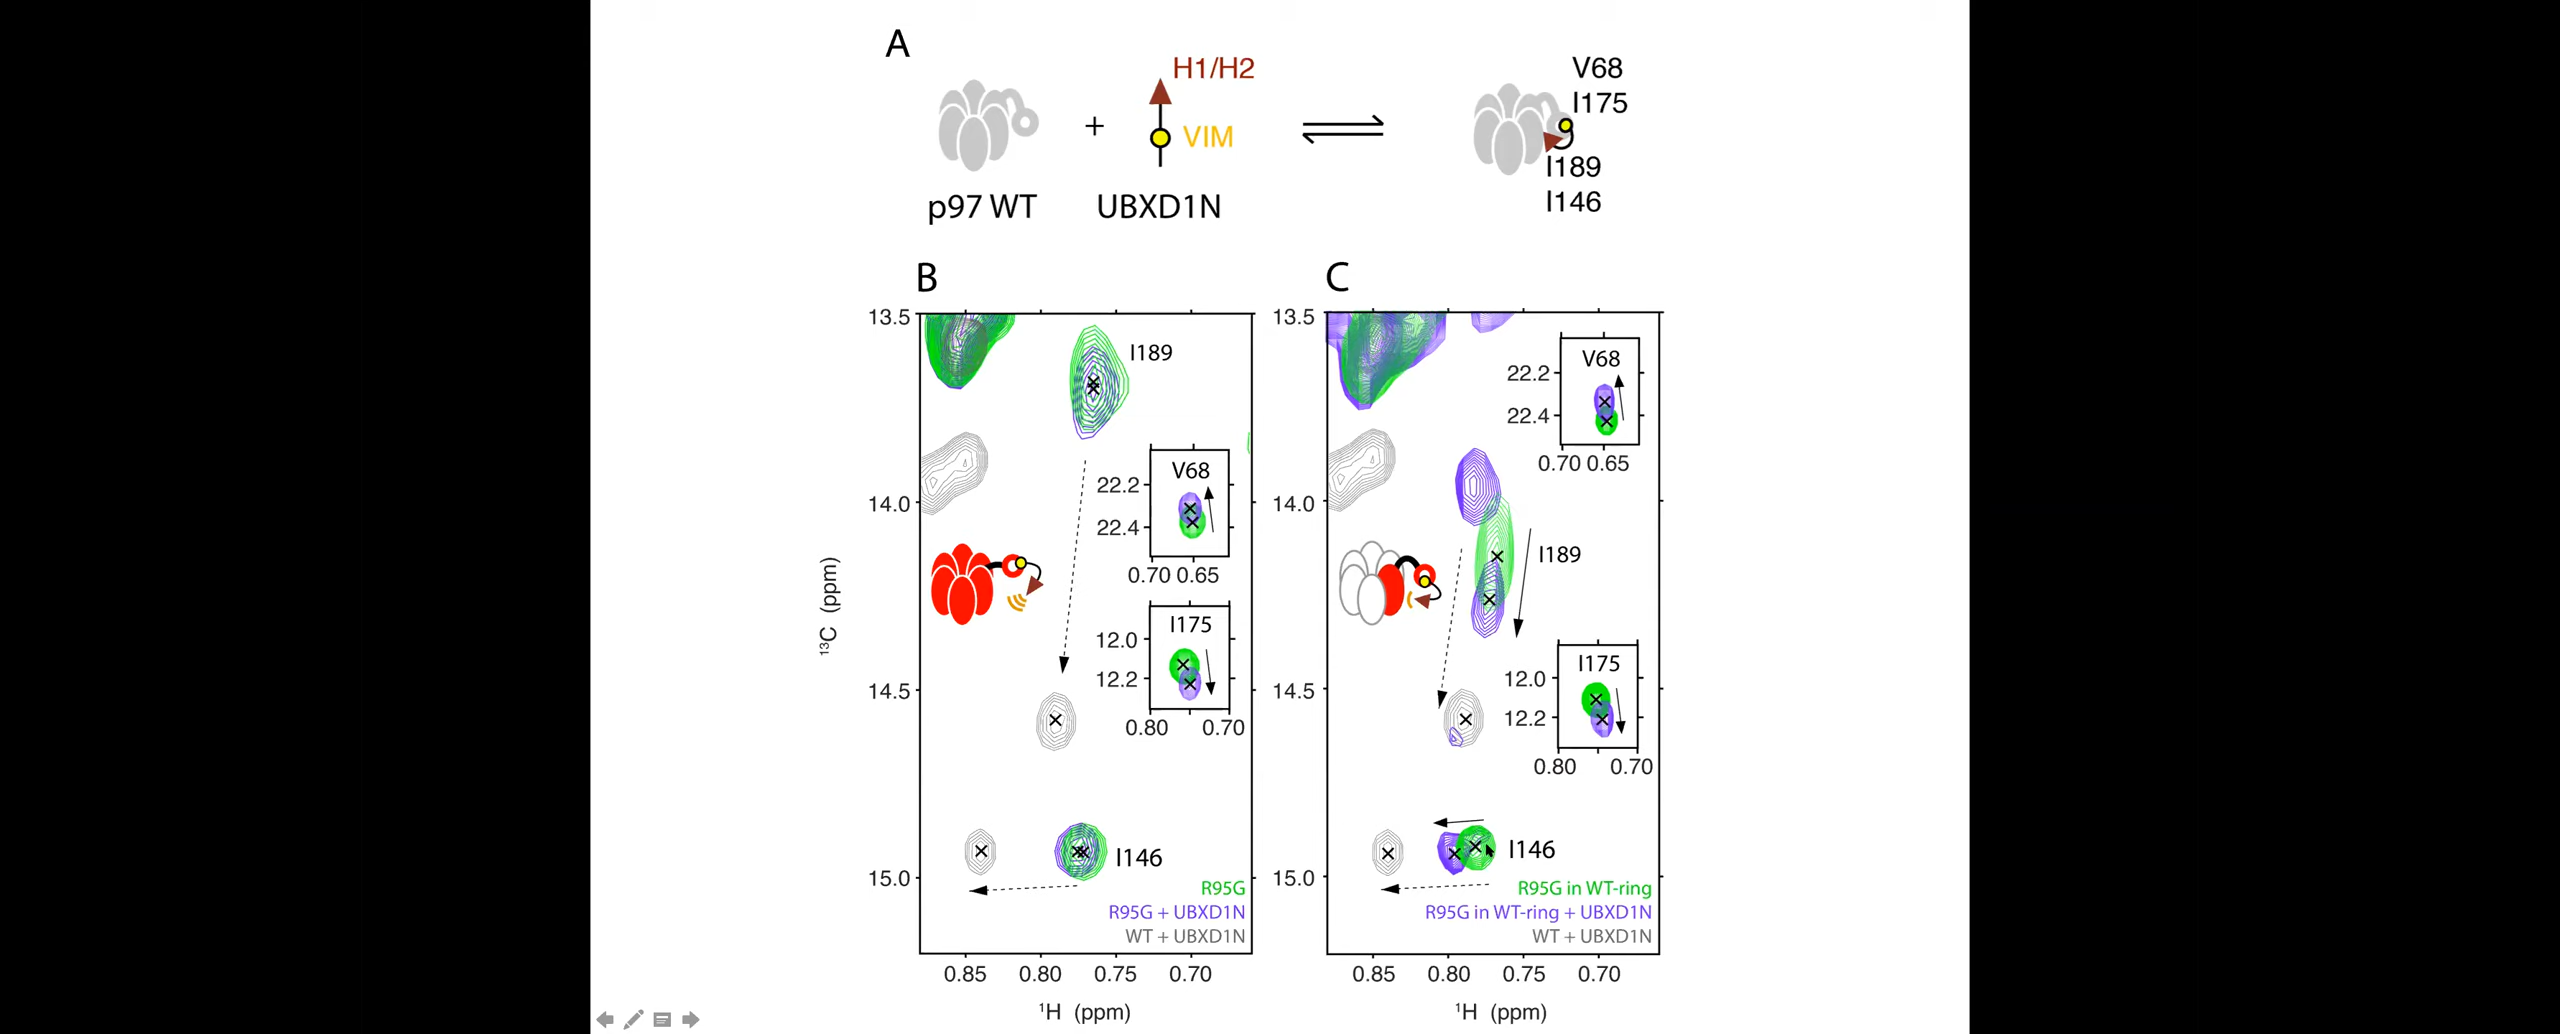 A
H1/H2
V68
I175
+
VIM
I189
I146
p97 WT
UBXD1N
B
C
13.5
14.0
14.5
15.0
I189
V68
22.2
22.4
0.70 0.65
I175
12.0
12.2
0.80 0.70
I146
R95G
R95G + UBXD1N
WT + UBXD1N
0.85 0.80 0.75 0.70
¹H (ppm)
¹³C (ppm)
13.5
14.0
14.5
15.0
V68
22.2
22.4
0.70 0.65
I189
I175
12.0
12.2
0.80 0.70
I146
R95G in WT-ring
R95G in WT-ring + UBXD1N
WT + UBXD1N
0.85 0.80 0.75 0.70
¹H (ppm)